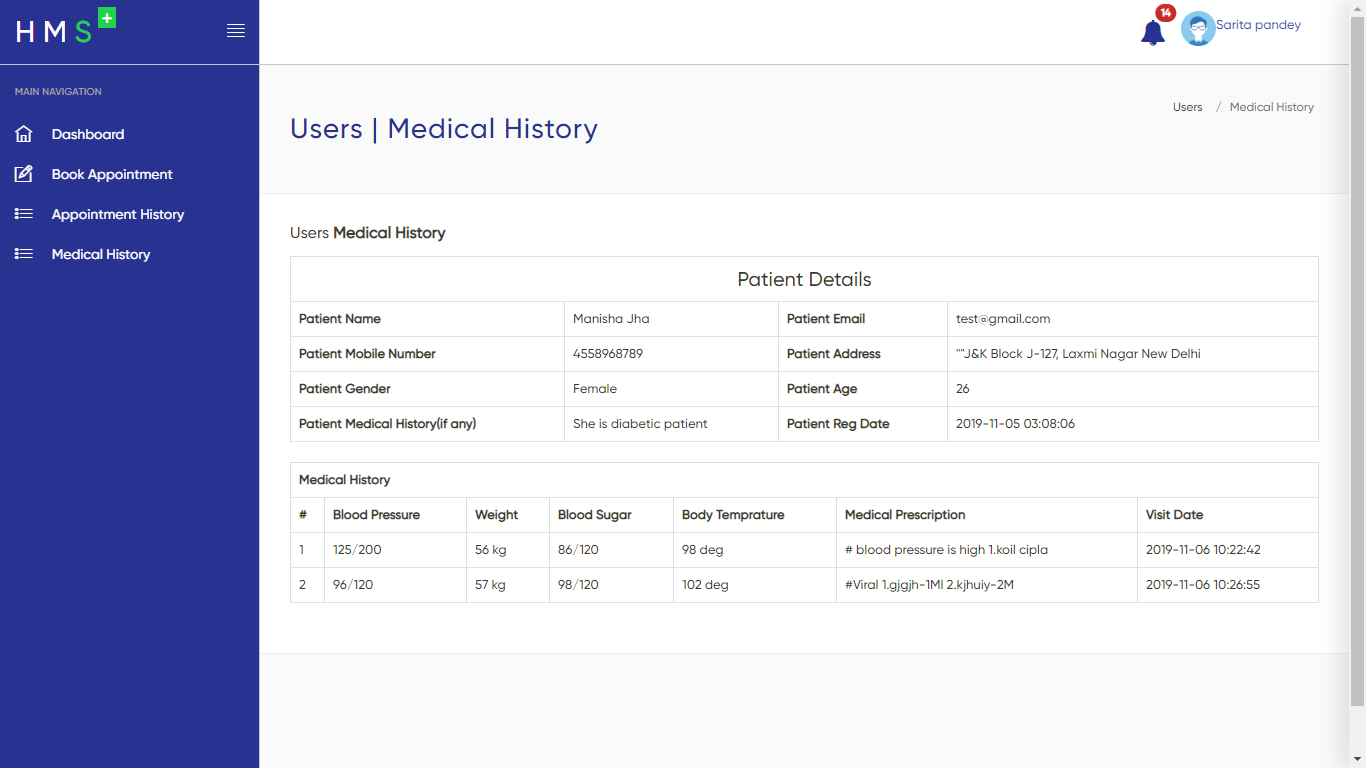 HMS+
14
Sarita pandey
MAIN NAVIGATION
Dashboard
Book Appointment
Appointment History
Medical History
Users | Medical History
Users / Medical History
Users Medical History
Patient Details
Patient Name Manisha Jha Patient Email test@gmail.com
Patient Mobile Number 4558968789 Patient Address ""J&K Block J-127, Laxmi Nagar New Delhi
Patient Gender Female Patient Age 26
Patient Medical History(if any) She is diabetic patient Patient Reg Date 2019-11-05 03:08:06
Medical History
# Blood Pressure Weight Blood Sugar Body Temprature Medical Prescription Visit Date
1 125/200 56 kg 86/120 98 deg # blood pressure is high 1.koil cipla 2019-11-06 10:22:42
2 96/120 57 kg 98/120 102 deg #Viral 1.gjgjh-1Ml 2.kjhuiy-2M 2019-11-06 10:26:55